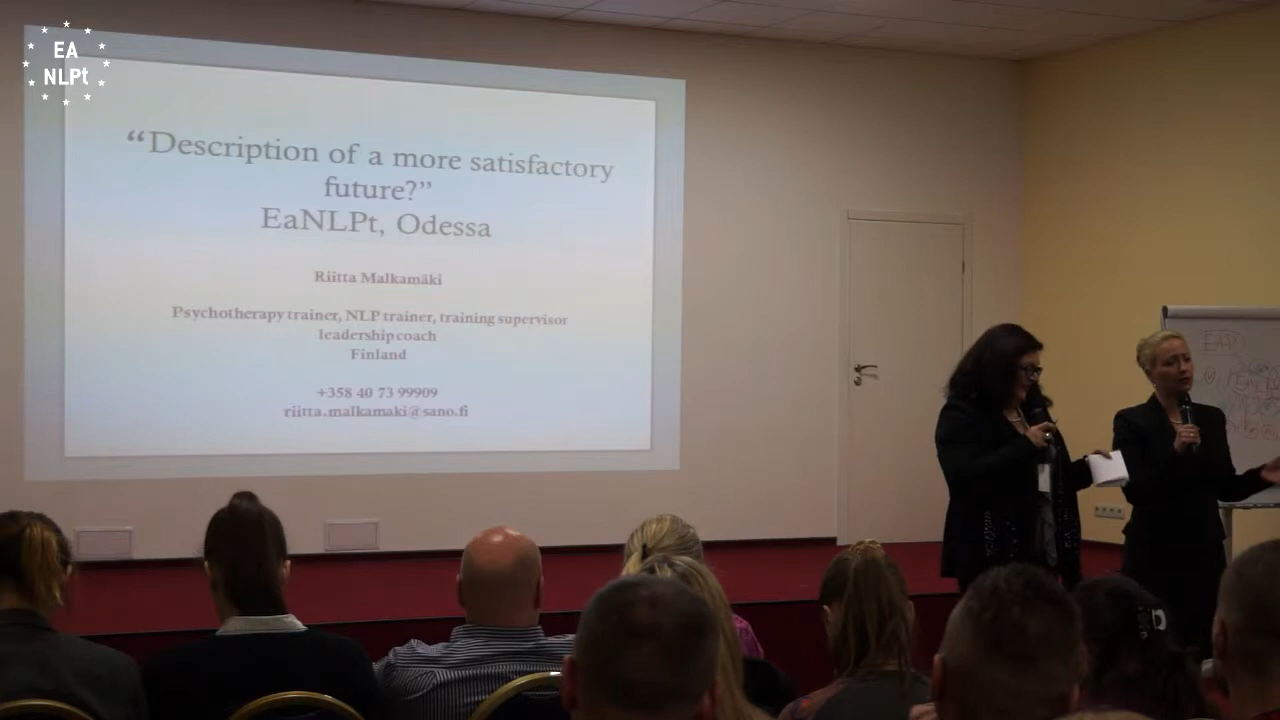 EA
NLPt
“Description of a more satisfactory
future?”
EaNLPt, Odessa
Riitta Malkamäki
Psychotherapy trainer, NLP trainer, training supervisor
leadership coach
Finland
+358 40 73 99909
riitta.malkamaki@sano.fi
EAP